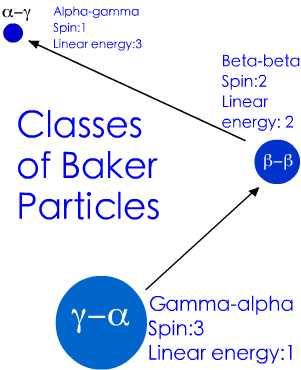 α–γ
Alpha-gamma
Spin:1
Linear energy:3
Beta-beta
Spin:2
Linear
energy: 2
β–β
Classes
of Baker
Particles
γ–α
Gamma-alpha
Spin:3
Linear energy:1